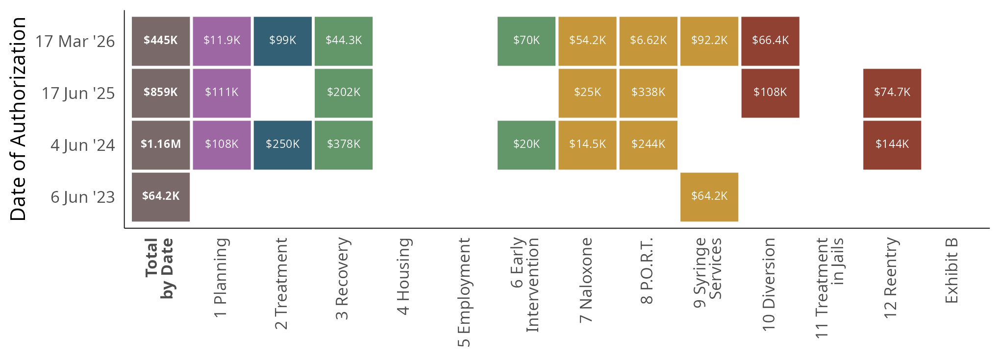 Date of Authorization
17 Mar '26 $445K $11.9K $99K $44.3K $70K $54.2K $6.62K $92.2K $66.4K
17 Jun '25 $859K $111K $202K $25K $338K $108K $74.7K
4 Jun '24 $1.16M $108K $250K $378K $20K $14.5K $244K $144K
6 Jun '23 $64.2K $64.2K
Total
by Date
1 Planning
2 Treatment
3 Recovery
4 Housing
5 Employment
6 Early
Intervention
7 Naloxone
8 P.O.R.T.
9 Syringe
Services
10 Diversion
11 Treatment
in Jails
12 Reentry
Exhibit B